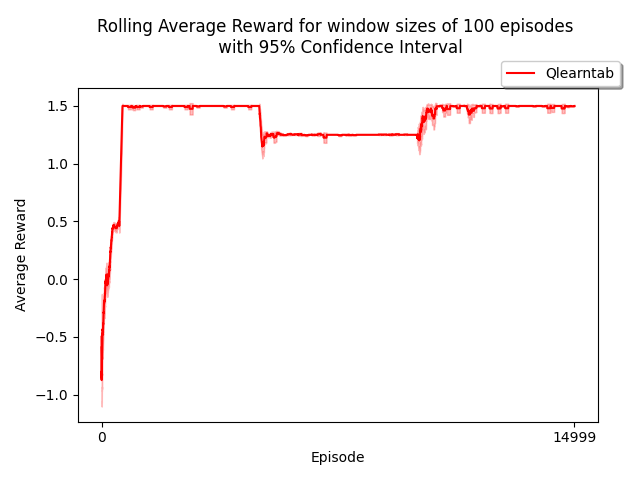 Rolling Average Reward for window sizes of 100 episodes
with 95% Confidence Interval
Qlearntab
1.5
1.0
0.5
0.0
−0.5
−1.0
Average Reward
0
14999
Episode